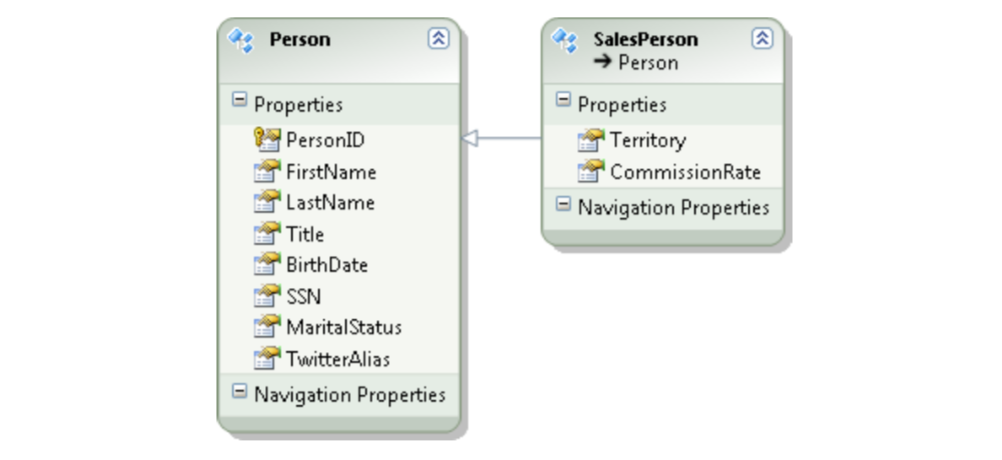 Person
Properties
PersonID
FirstName
LastName
Title
BirthDate
SSN
MaritalStatus
TwitterAlias
Navigation Properties
SalesPerson
➔ Person
Properties
Territory
CommissionRate
Navigation Properties